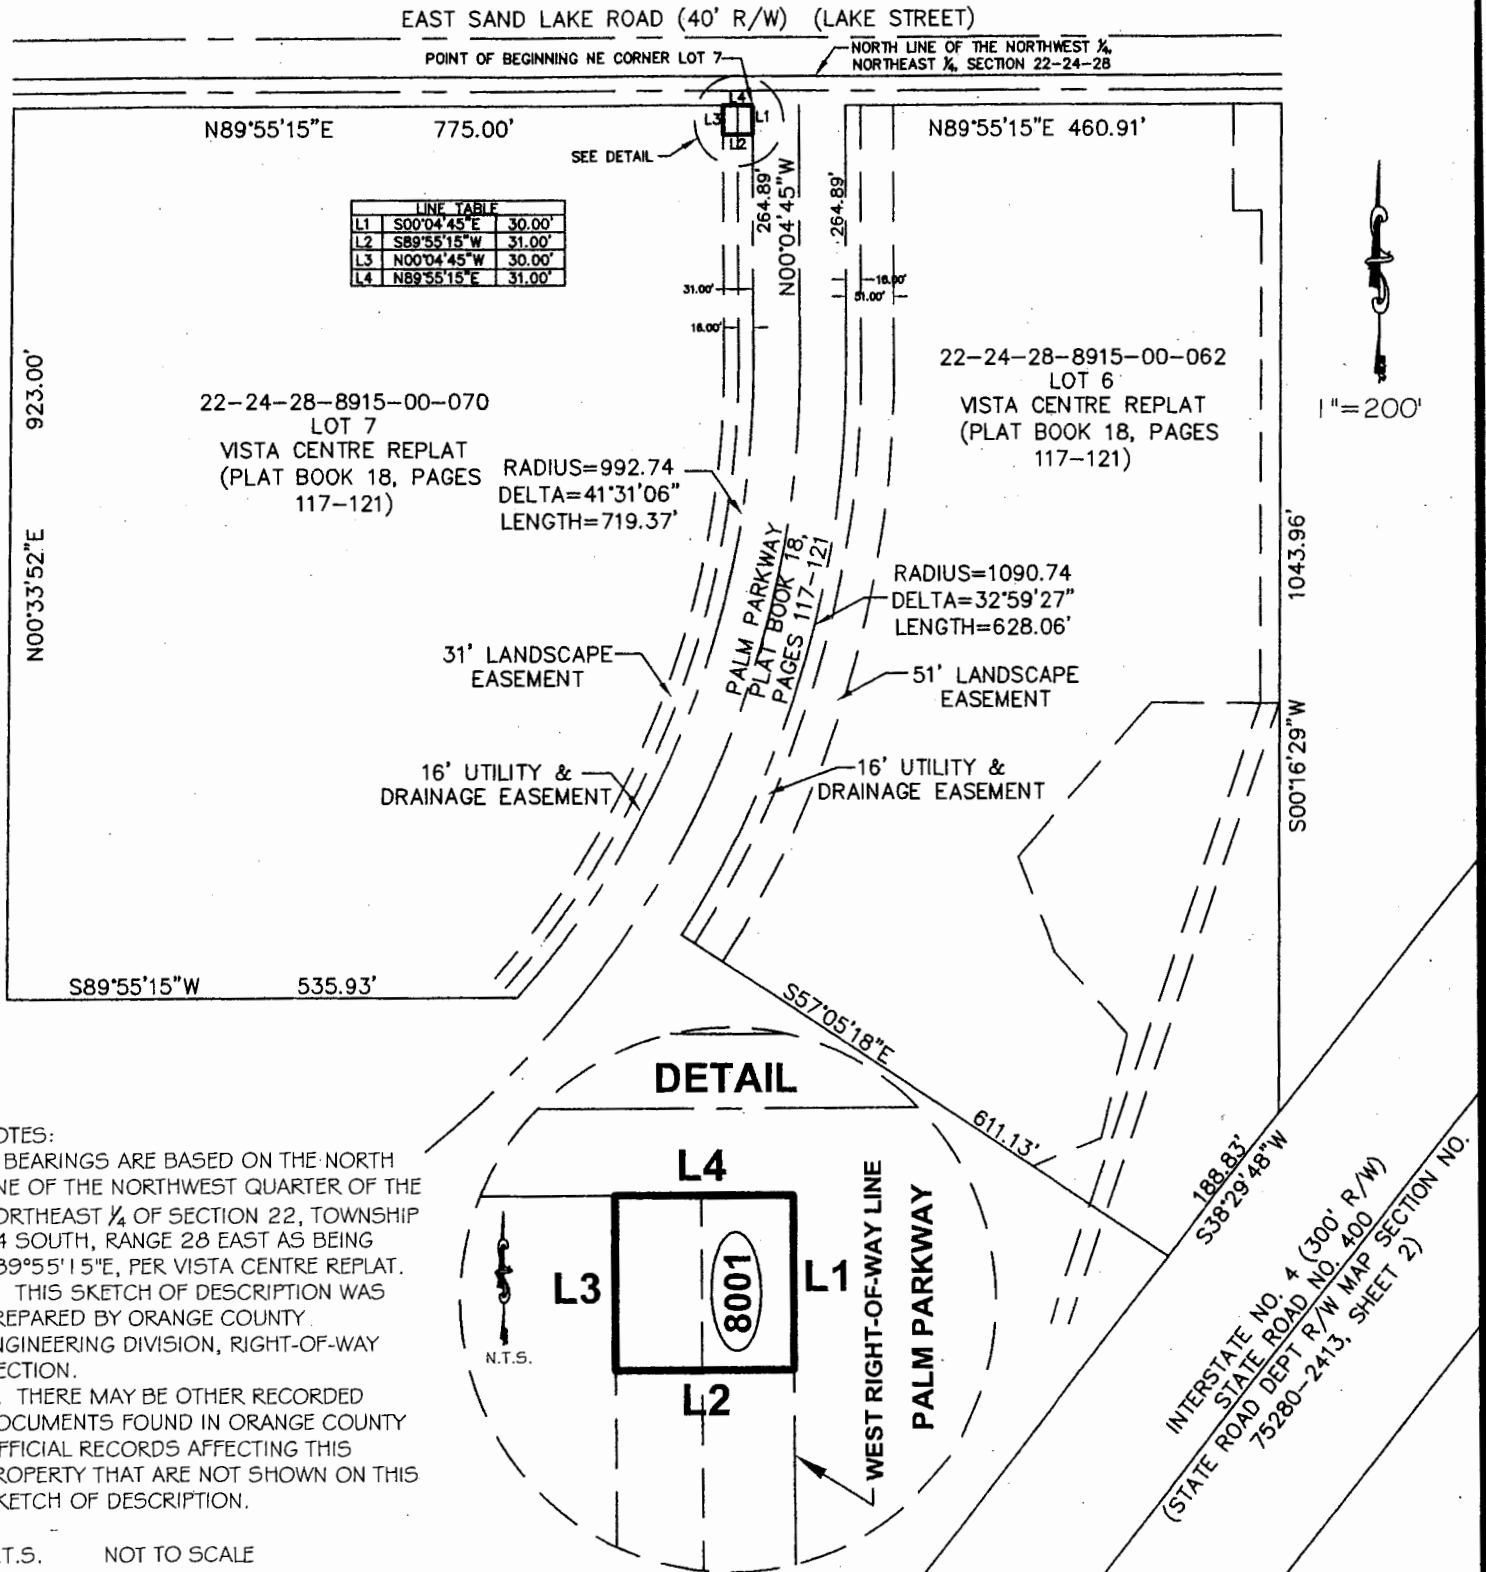 EAST SAND LAKE ROAD (40' R/W) (LAKE STREET)
POINT OF BEGINNING NE CORNER LOT 7
NORTH LINE OF THE NORTHWEST ¼,
NORTHEAST ¼, SECTION 22-24-28
N89°55'15"E 775.00'
L4
L3
L1
L2
SEE DETAIL
N89°55'15"E 460.91'
LINE TABLE
L1 S00°04'45"E 30.00'
L2 S89°55'15"W 31.00'
L3 N00°04'45"W 30.00'
L4 N89°55'15"E 31.00'
264.89'
N00°04'45"W
264.89'
31.00'
16.00'
16.00'
51.00'
1"=200'
923.00'
N00°33'52"E
22-24-28-8915-00-070
LOT 7
VISTA CENTRE REPLAT
(PLAT BOOK 18, PAGES
117-121)
22-24-28-8915-00-062
LOT 6
VISTA CENTRE REPLAT
(PLAT BOOK 18, PAGES
117-121)
RADIUS=992.74
DELTA=41°31'06"
LENGTH=719.37'
PALM PARKWAY
PLAT BOOK 18,
PAGES 117-121
RADIUS=1090.74
DELTA=32°59'27"
LENGTH=628.06'
1043.96'
S00°16'29"W
31' LANDSCAPE
EASEMENT
51' LANDSCAPE
EASEMENT
16' UTILITY &
DRAINAGE EASEMENT
16' UTILITY &
DRAINAGE EASEMENT
S89°55'15"W 535.93'
S57°05'18"E
611.13'
188.83'
S38°29'48"W
INTERSTATE NO. 4 (300' R/W)
STATE ROAD NO. 400
(STATE ROAD DEPT R/W MAP SECTION NO.
75280-2413, SHEET 2)
DETAIL
L4
L3
8001
L1
L2
N.T.S.
WEST RIGHT-OF-WAY LINE
PALM PARKWAY
OTES:
BEARINGS ARE BASED ON THE NORTH
NE OF THE NORTHWEST QUARTER OF THE
ORTHEAST ¼ OF SECTION 22, TOWNSHIP
4 SOUTH, RANGE 28 EAST AS BEING
89°55'15"E, PER VISTA CENTRE REPLAT.
THIS SKETCH OF DESCRIPTION WAS
REPARED BY ORANGE COUNTY
NGINEERING DIVISION, RIGHT-OF-WAY
ECTION.
. THERE MAY BE OTHER RECORDED
OCUMENTS FOUND IN ORANGE COUNTY
FFICIAL RECORDS AFFECTING THIS
ROPERTY THAT ARE NOT SHOWN ON THIS
KETCH OF DESCRIPTION.
.T.S. NOT TO SCALE